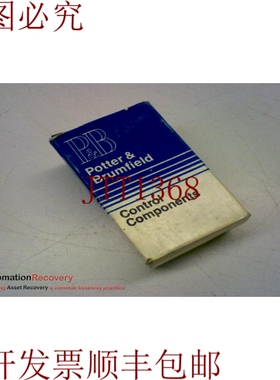 图必究
P&B
Potter &
Brumfield
JTT1368
Control
Components
omationRecovery
Asset Recovery
开发票顺丰包邮